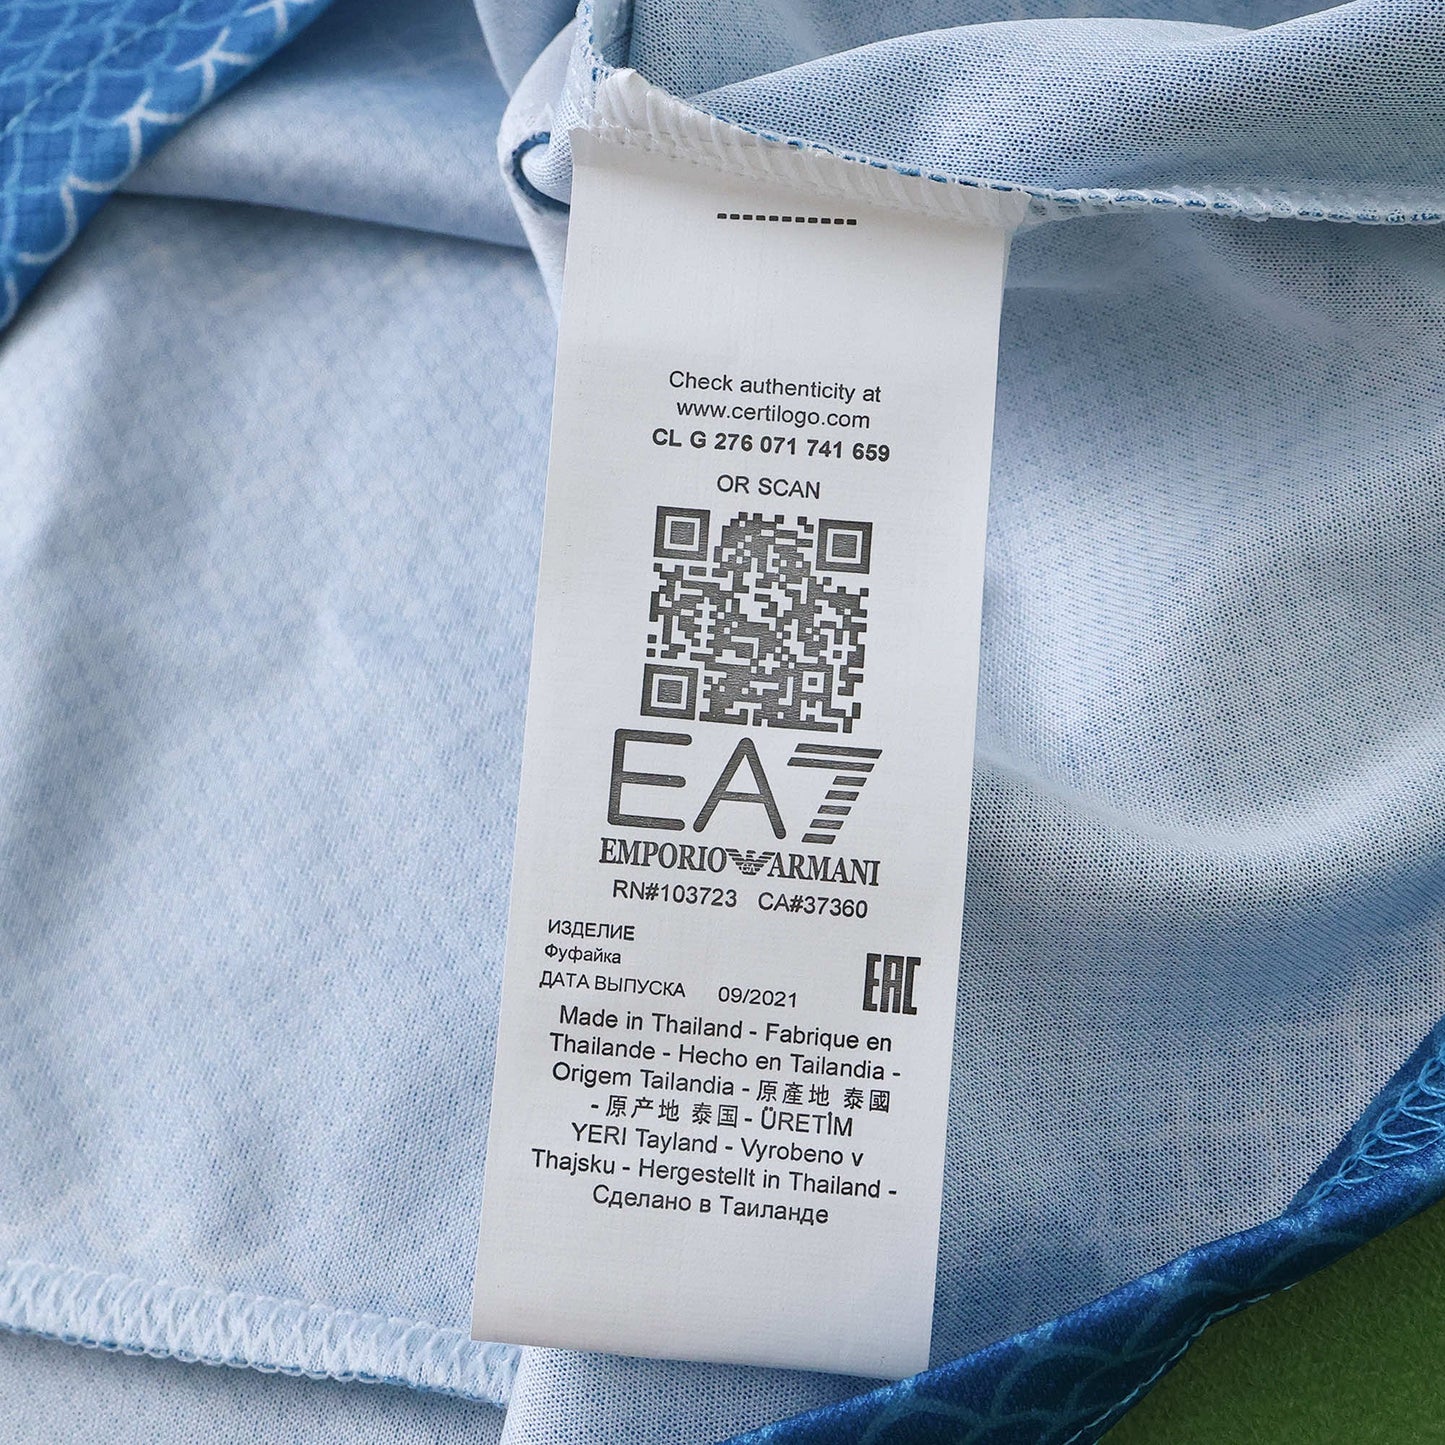 Check authenticity at
www.certilogo.com
CL G 276 071 741 659
OR SCAN
EA7
EMPORIO ARMANI
RN#103723 CA#37360
ИЗДЕЛИЕ
Фуфайка
ДАТА ВЫПУСКА 09/2021
EAC
Made in Thailand - Fabrique en
Thailande - Hecho en Tailandia -
Origem Tailandia - 原產地 泰國
- 原产地 泰国 - ÜRETİM
YERI Tayland - Vyrobeno v
Thajsku - Hergestellt in Thailand -
Сделано в Таиланде